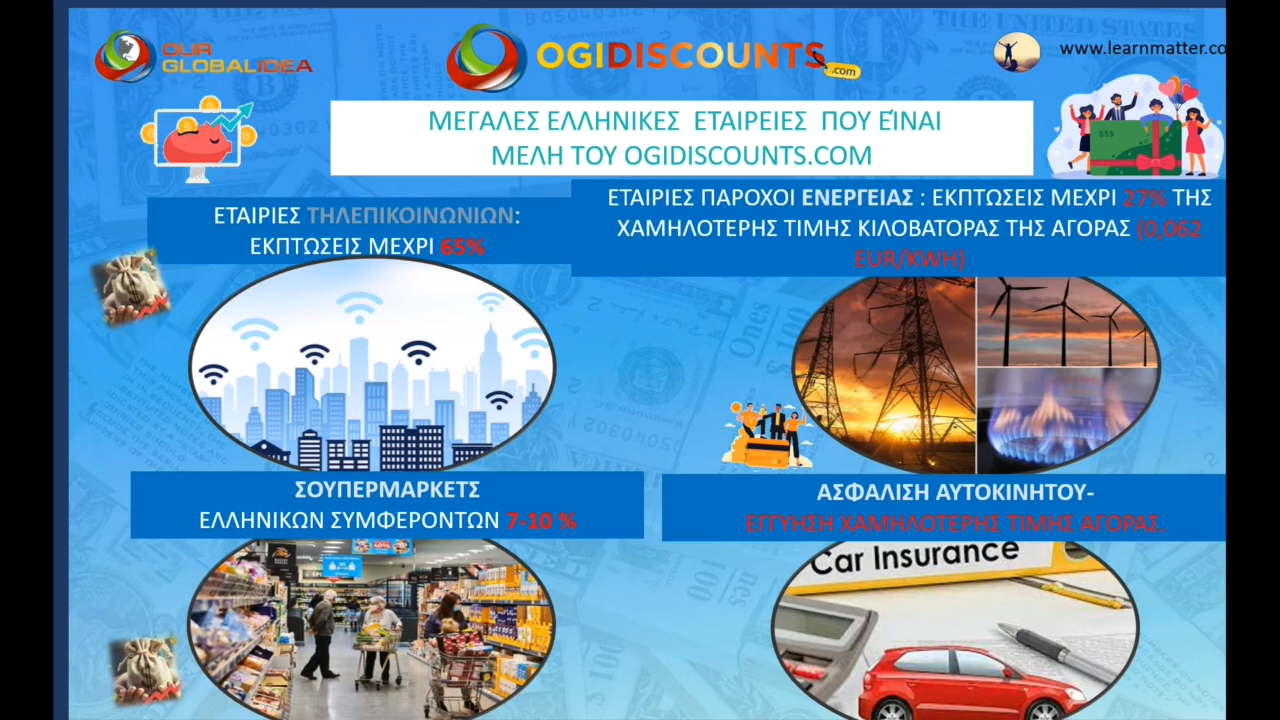 OUR
GLOBALIDEA
OGIDISCOUNTS
.com
www.learnmatter.co
ΜΕΓΑΛΕΣ ΕΛΛΗΝΙΚΕΣ ΕΤΑΙΡΕΙΕΣ ΠΟΥ ΕΊΝΑΙ
ΜΕΛΗ ΤΟΥ OGIDISCOUNTS.COM
$$$
ΕΤΑΙΡΙΕΣ ΤΗΛΕΠΙΚΟΙΝΩΝΙΩΝ:
ΕΚΠΤΩΣΕΙΣ ΜΕΧΡΙ 65%
ΕΤΑΙΡΙΕΣ ΠΑΡΟΧΟΙ ΕΝΕΡΓΕΙΑΣ : ΕΚΠΤΩΣΕΙΣ ΜΕΧΡΙ 27% ΤΗΣ
ΧΑΜΗΛΟΤΕΡΗΣ ΤΙΜΗΣ ΚΙΛΟΒΑΤΟΡΑΣ ΤΗΣ ΑΓΟΡΑΣ (0,062
EUR/KWH)
ΣΟΥΠΕΡΜΑΡΚΕΤΣ
ΕΛΛΗΝΙΚΩΝ ΣΥΜΦΕΡΟΝΤΩΝ 7-10 %
ΑΣΦΑΛΙΣΗ ΑΥΤΟΚΙΝΗΤΟΥ-
ΕΓΓΥΗΣΗ ΧΑΜΗΛΟΤΕΡΗΣ ΤΙΜΗΣ ΑΓΟΡΑΣ.
Car Insurance